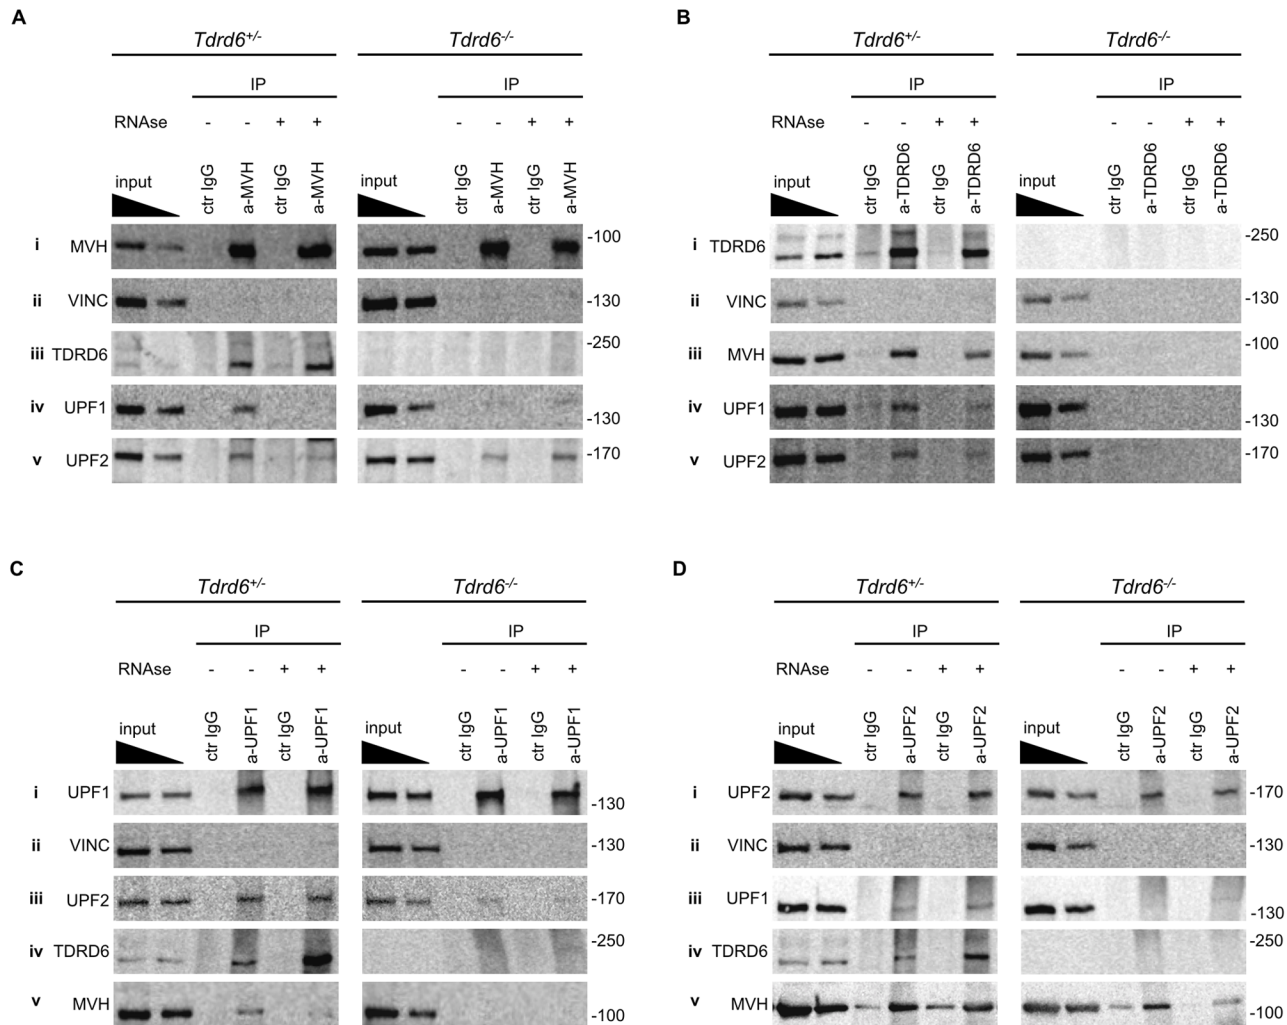 A
Tdrd6+/-
Tdrd6-/-
IP
IP
RNAse - - + +
- - + +
input ctr IgG a-MVH ctr IgG a-MVH
input ctr IgG a-MVH ctr IgG a-MVH
i MVH -100
ii VINC -130
iii TDRD6 -250
iv UPF1 -130
v UPF2 -170
B
Tdrd6+/-
Tdrd6-/-
IP
IP
RNAse - - + +
- - + +
input ctr IgG a-TDRD6 ctr IgG a-TDRD6
input ctr IgG a-TDRD6 ctr IgG a-TDRD6
i TDRD6 -250
ii VINC -130
iii MVH -100
iv UPF1 -130
v UPF2 -170
C
Tdrd6+/-
Tdrd6-/-
IP
IP
RNAse - - + +
- - + +
input ctr IgG a-UPF1 ctr IgG a-UPF1
input ctr IgG a-UPF1 ctr IgG a-UPF1
i UPF1 -130
ii VINC -130
iii UPF2 -170
iv TDRD6 -250
v MVH -100
D
Tdrd6+/-
Tdrd6-/-
IP
IP
RNAse - - + +
- - + +
input ctr IgG a-UPF2 ctr IgG a-UPF2
input ctr IgG a-UPF2 ctr IgG a-UPF2
i UPF2 -170
ii VINC -130
iii UPF1 -130
iv TDRD6 -250
v MVH -100